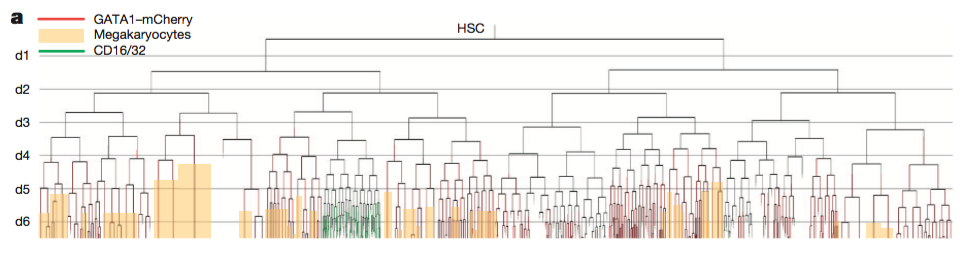 a
GATA1–mCherry
Megakaryocytes
CD16/32
HSC
d1
d2
d3
d4
d5
d6